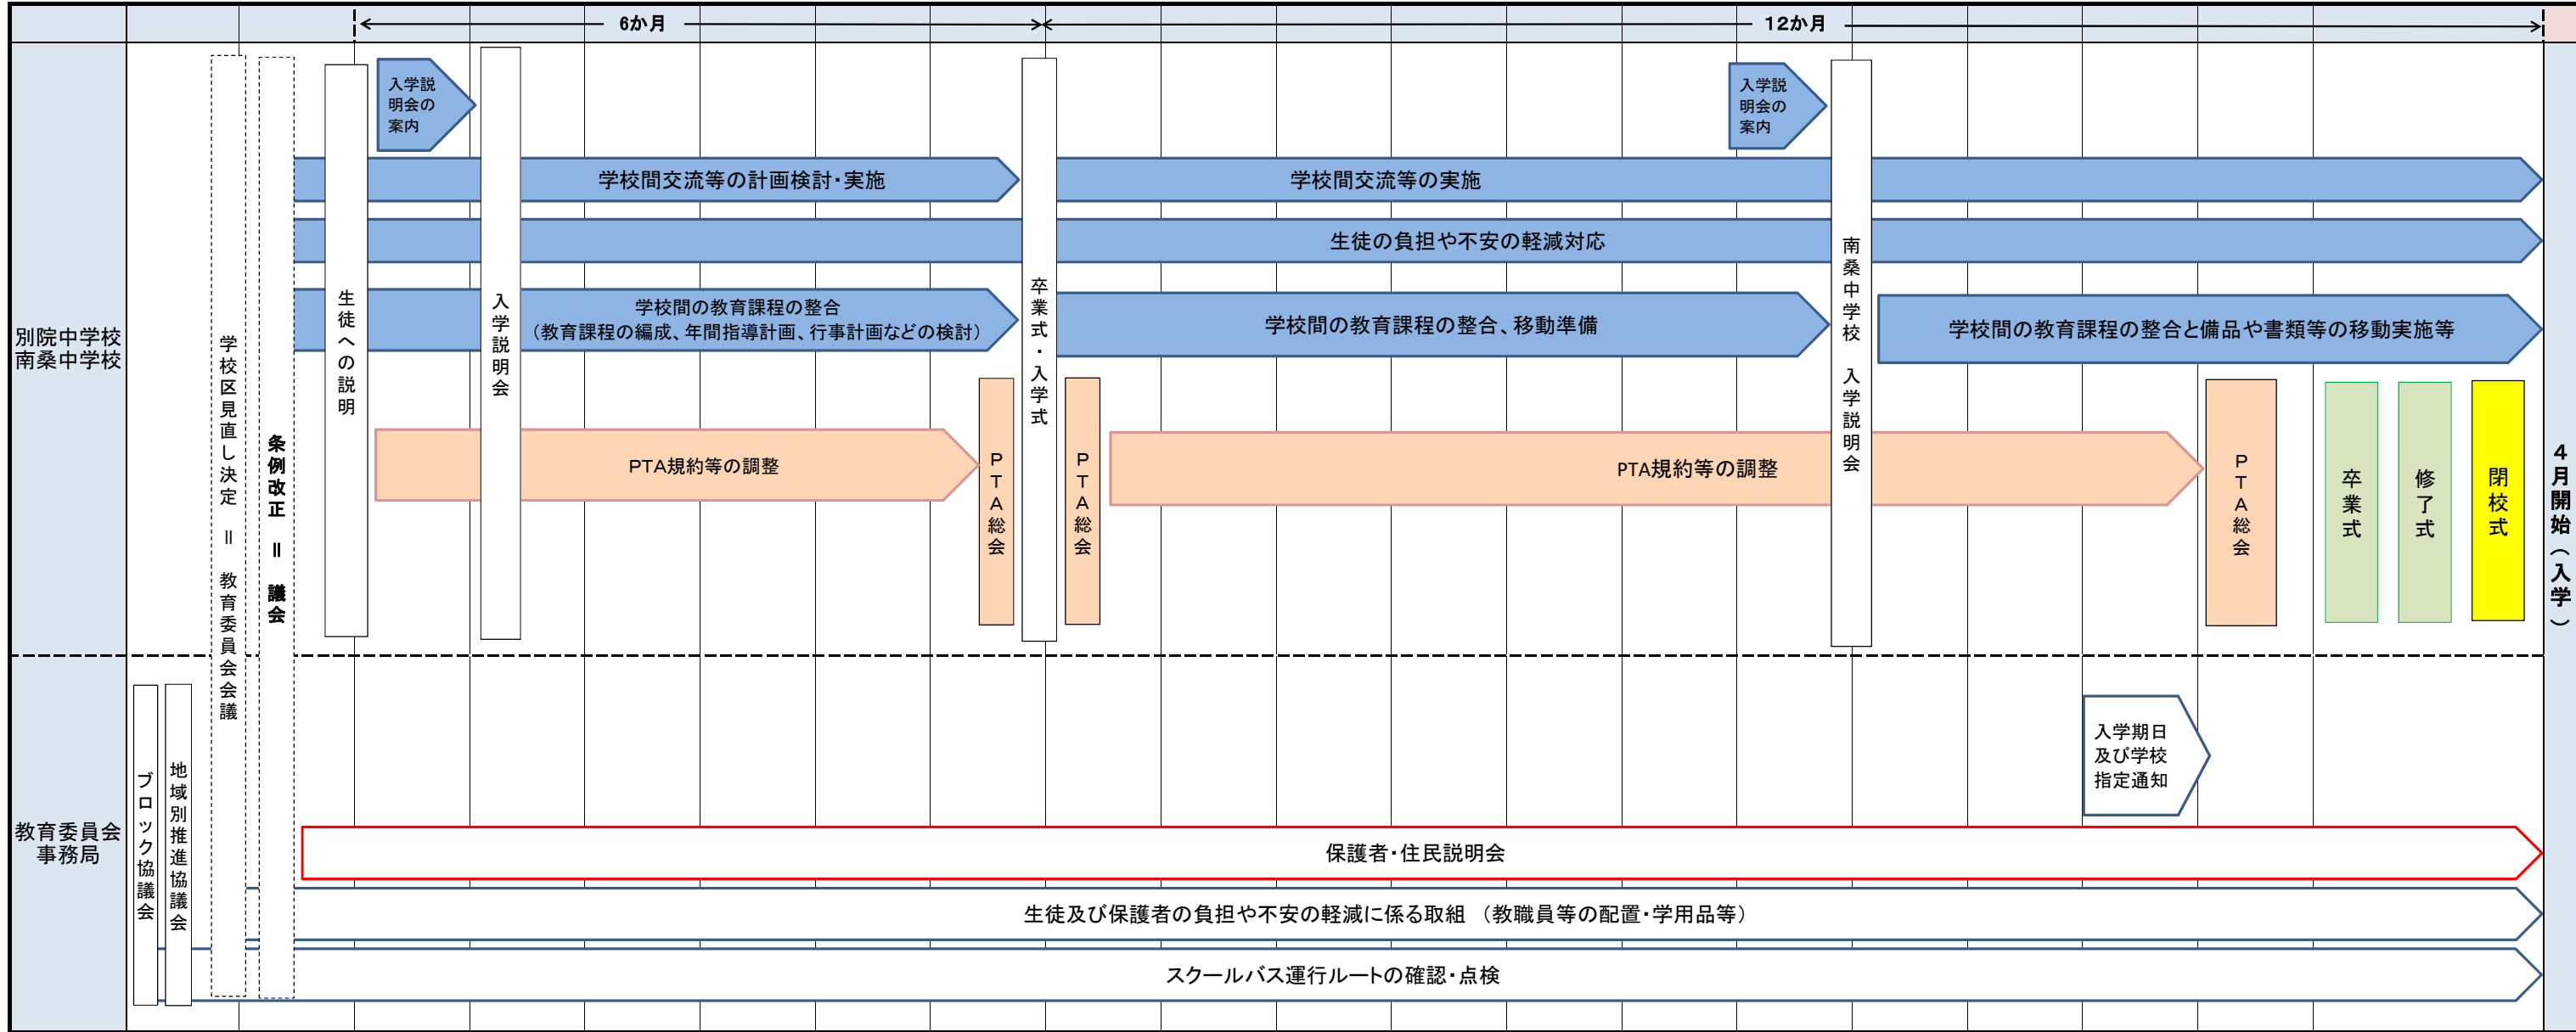 6か月
12か月
別院中学校
南桑中学校
学校区見直し決定 ＝ 教育委員会会議
条例改正 ＝ 議会
生徒への説明
入学説
明会の
案内
入学説明会
学校間交流等の計画検討・実施
生徒の負担や不安の軽減対応
学校間の教育課程の整合
（教育課程の編成、年間指導計画、行事計画などの検討）
PTA規約等の調整
PTA総会
卒業式・入学式
PTA総会
学校間交流等の実施
学校間の教育課程の整合、移動準備
PTA規約等の調整
入学説
明会の
案内
南桑中学校 入学説明会
学校間の教育課程の整合と備品や書類等の移動実施等
PTA総会
卒業式
修了式
閉校式
4月開始（入学）
教育委員会
事務局
ブロック協議会
地域別推進協議会
入学期日
及び学校
指定通知
保護者・住民説明会
生徒及び保護者の負担や不安の軽減に係る取組 （教職員等の配置・学用品等）
スクールバス運行ルートの確認・点検